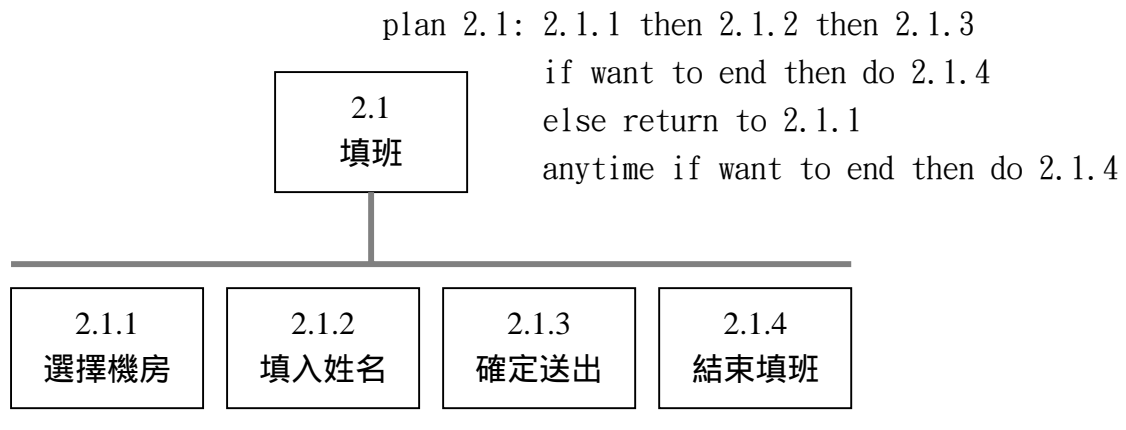 plan 2.1: 2.1.1 then 2.1.2 then 2.1.3
if want to end then do 2.1.4
else return to 2.1.1
anytime if want to end then do 2.1.4
2.1
填班
2.1.1
選擇機房
2.1.2
填入姓名
2.1.3
確定送出
2.1.4
結束填班